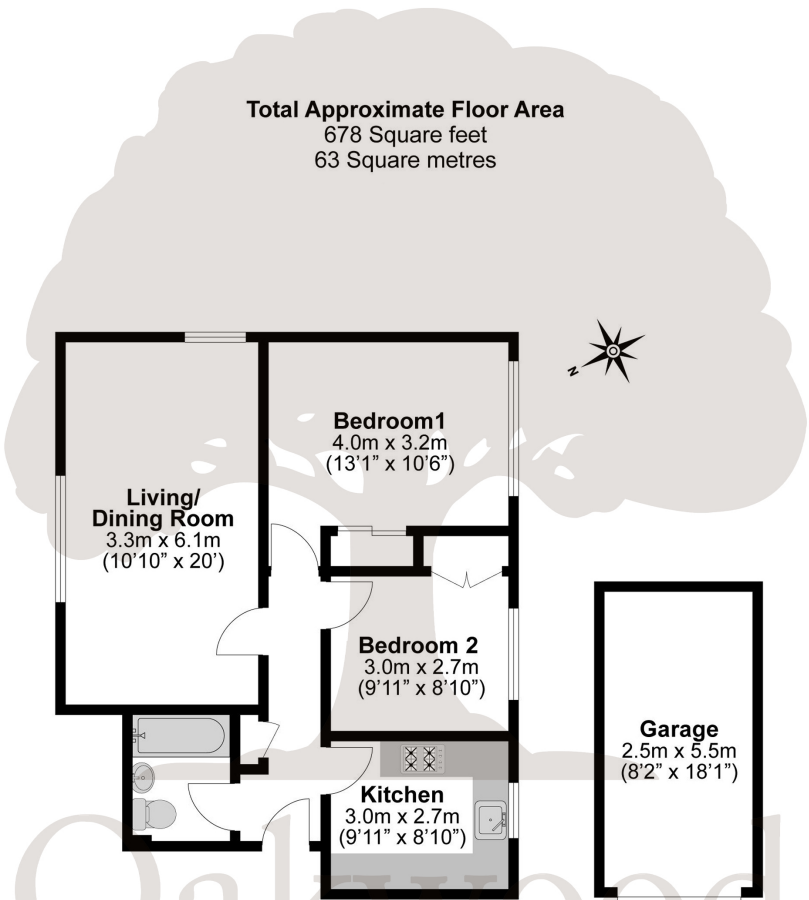 Total Approximate Floor Area
678 Square feet
63 Square metres
N
Bedroom1
4.0m x 3.2m
(13'1" x 10'6")
Living/
Dining Room
3.3m x 6.1m
(10'10" x 20')
Bedroom 2
3.0m x 2.7m
(9'11" x 8'10")
Garage
2.5m x 5.5m
(8'2" x 18'1")
Kitchen
3.0m x 2.7m
(9'11" x 8'10")
Oakwood